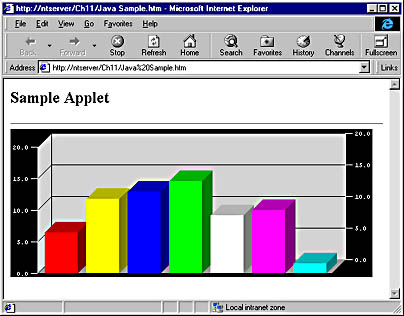 http://ntserver/Ch11/Java Sample.htm - Microsoft Internet Explorer
File Edit View Go Favorites Help
Back Forward Stop Refresh Home Search Favorites History Channels Fullscreen
Address http://ntserver/Ch11/Java%20Sample.htm Links
Sample Applet
20.0 20.0
15.0 15.0
10.0 10.0
5.0 5.0
0.0 0.0
Local intranet zone